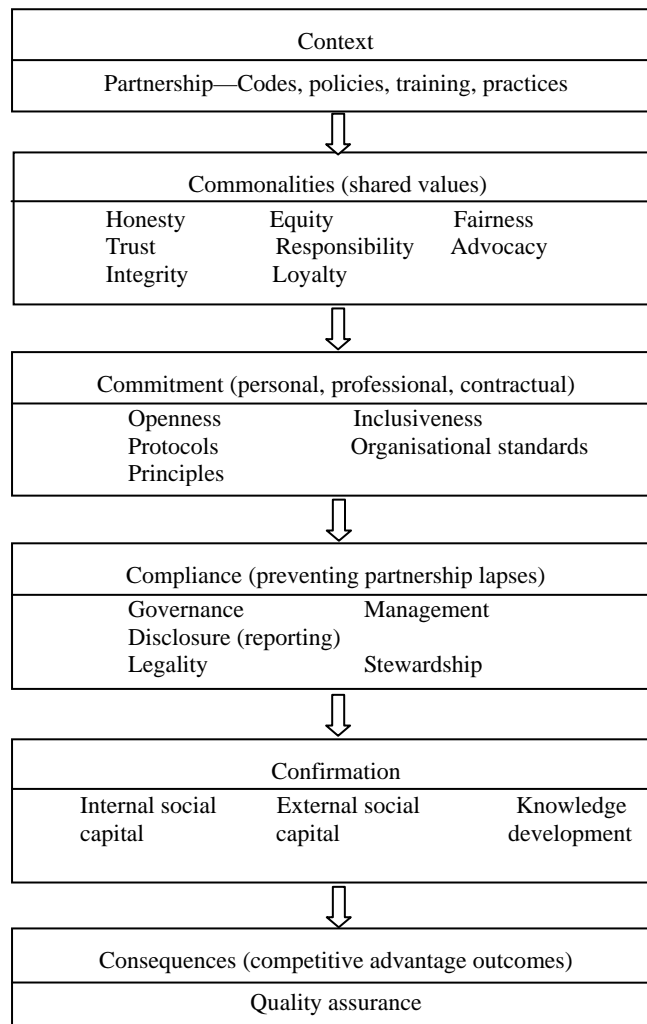 Context
Partnership—Codes, policies, training, practices
Commonalities (shared values)
Honesty Equity Fairness
Trust Responsibility Advocacy
Integrity Loyalty
Commitment (personal, professional, contractual)
Openness Inclusiveness
Protocols Organisational standards
Principles
Compliance (preventing partnership lapses)
Governance Management
Disclosure (reporting)
Legality Stewardship
Confirmation
Internal social External social Knowledge
capital capital development
Consequences (competitive advantage outcomes)
Quality assurance